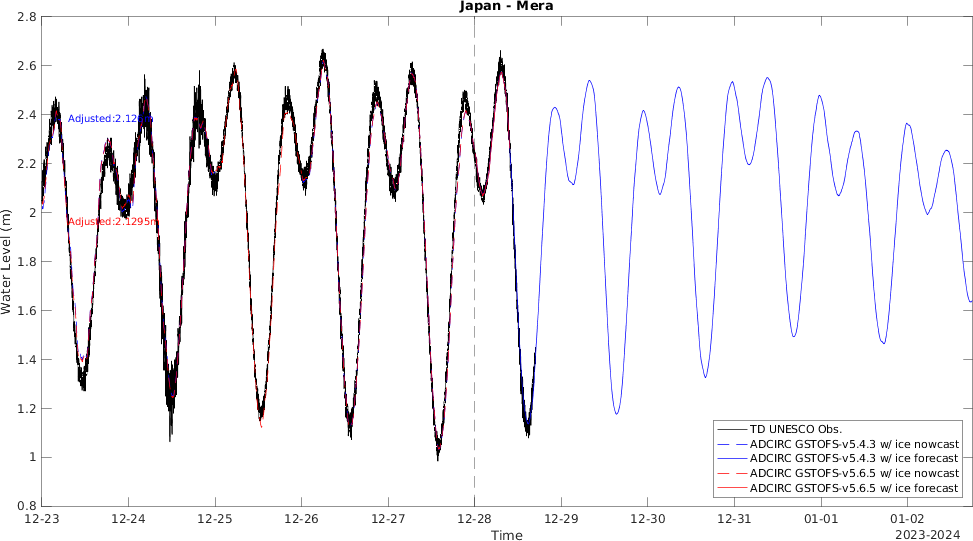 Japan - Mera
2.8
2.6
2.4
2.2
2
1.8
1.6
1.4
1.2
1
0.8
Water Level (m)
Adjusted:2.12
Adjusted:2.1295m
12-23
12-24
12-25
12-26
12-27
12-28
12-29
12-30
12-31
01-01
01-02
Time
2023-2024
TD UNESCO Obs.
ADCIRC GSTOFS-v5.4.3 w/ ice nowcast
ADCIRC GSTOFS-v5.4.3 w/ ice forecast
ADCIRC GSTOFS-v5.6.5 w/ ice nowcast
ADCIRC GSTOFS-v5.6.5 w/ ice forecast